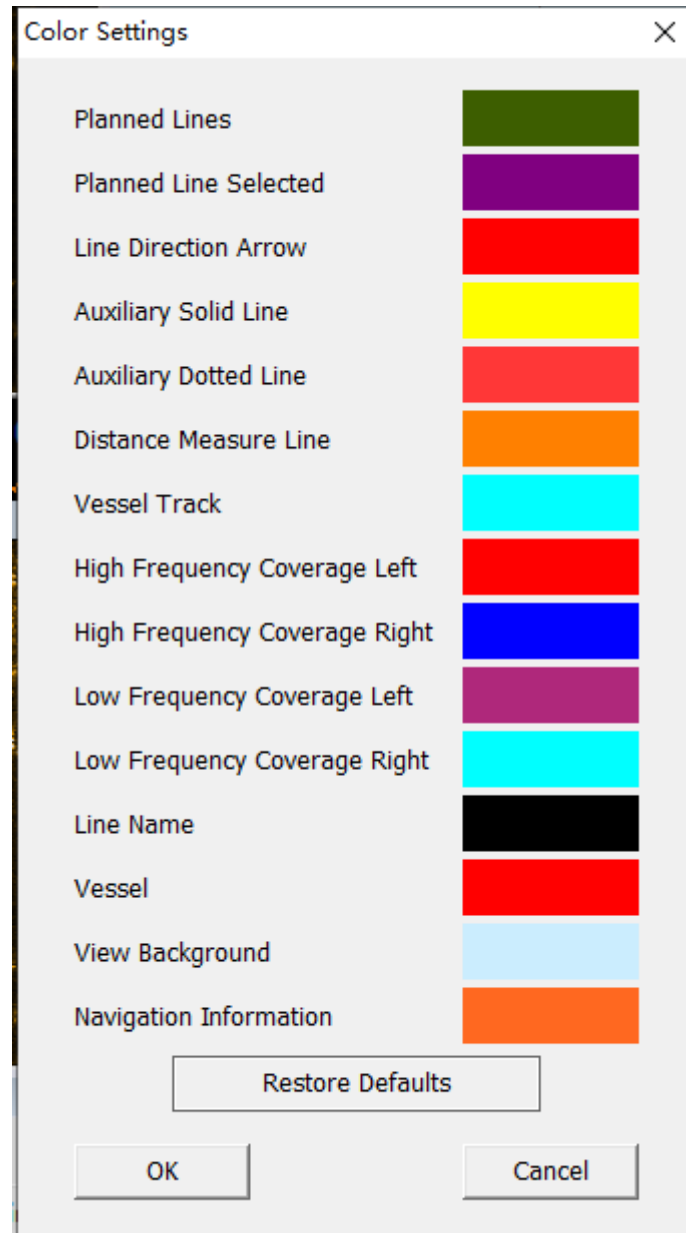 Color Settings
Planned Lines
Planned Line Selected
Line Direction Arrow
Auxiliary Solid Line
Auxiliary Dotted Line
Distance Measure Line
Vessel Track
High Frequency Coverage Left
High Frequency Coverage Right
Low Frequency Coverage Left
Low Frequency Coverage Right
Line Name
Vessel
View Background
Navigation Information
Restore Defaults
OK Cancel